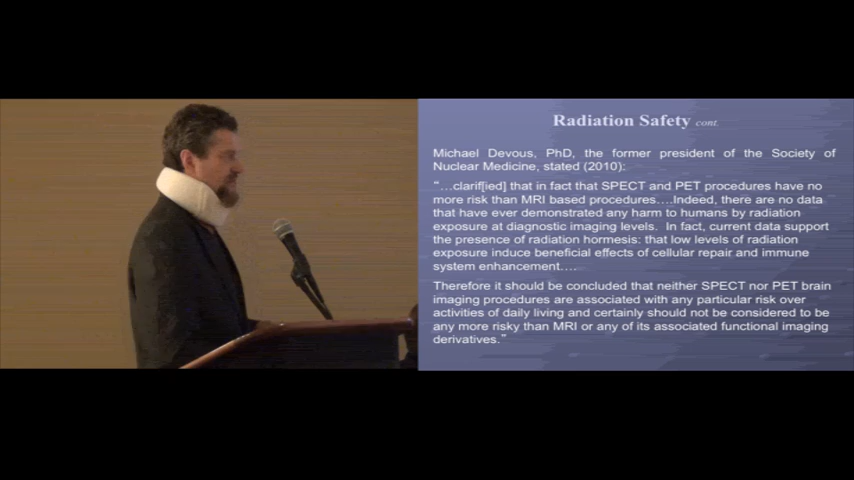 Radiation Safety cont.
Michael Devous, PhD, the former president of the Society of
Nuclear Medicine, stated (2010):
“…clarif[ied] that in fact that SPECT and PET procedures have no
more risk than MRI based procedures….Indeed, there are no data
that have ever demonstrated any harm to humans by radiation
exposure at diagnostic imaging levels.  In fact, current data support
the presence of radiation hormesis: that low levels of radiation
exposure induce beneficial effects of cellular repair and immune
system enhancement….
Therefore it should be concluded that neither SPECT nor PET brain
imaging procedures are associated with any particular risk over
activities of daily living and certainly should not be considered to be
any more risky than MRI or any of its associated functional imaging
derivatives.”